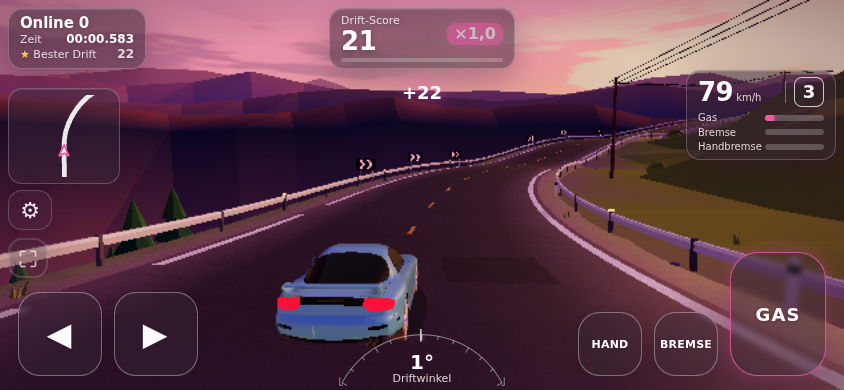 Online 0
Zeit 00:00.583
★ Bester Drift 22
Drift-Score
21 ×1,0
+22
79 km/h 3
Gas
Bremse
Handbremse
HAND
BREMSE
GAS
1°
Driftwinkel